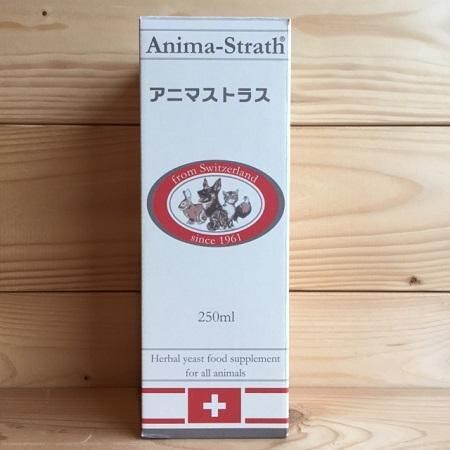 Anima-Strath®
アニマストラス
from Switzerland
since 1961
250ml
Herbal yeast food supplement
for all animals